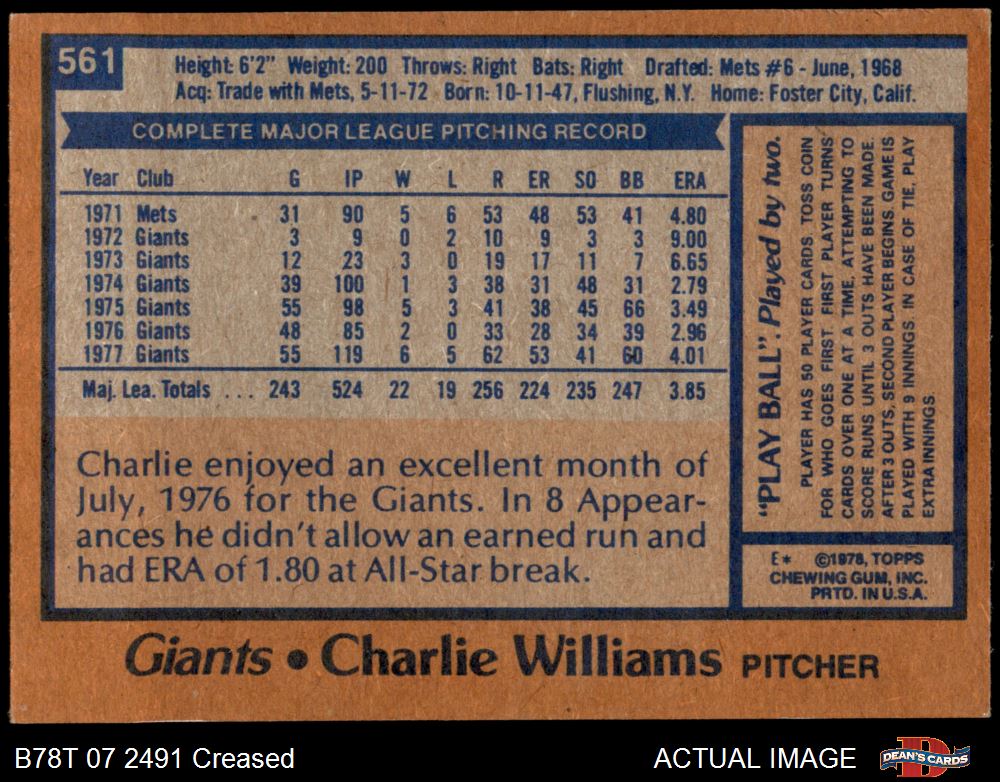 561
Height: 6'2" Weight: 200 Throws: Right Bats: Right Drafted: Mets #6 - June, 1968
Acq: Trade with Mets, 5-11-72 Born: 10-11-47, Flushing, N.Y. Home: Foster City, Calif.
COMPLETE MAJOR LEAGUE PITCHING RECORD
Year Club G IP W L R ER SO BB ERA
1971 Mets 31 90 5 6 53 48 53 41 4.80
1972 Giants 3 9 0 2 10 9 3 3 9.00
1973 Giants 12 23 3 0 19 17 11 7 6.65
1974 Giants 39 100 1 3 38 31 48 31 2.79
1975 Giants 55 98 5 3 41 38 45 66 3.49
1976 Giants 48 85 2 0 33 28 34 39 2.96
1977 Giants 55 119 6 5 62 53 41 60 4.01
Maj. Lea. Totals ... 243 524 22 19 256 224 235 247 3.85
Charlie enjoyed an excellent month of
July, 1976 for the Giants. In 8 Appear-
ances he didn't allow an earned run and
had ERA of 1.80 at All-Star break.
"PLAY BALL". Played by two.
PLAYER HAS 50 PLAYER CARDS. TOSS COIN
FOR WHO GOES FIRST. FIRST PLAYER TURNS
CARDS OVER ONE AT A TIME, ATTEMPTING TO
SCORE RUNS UNTIL 3 OUTS HAVE BEEN MADE.
AFTER 3 OUTS, SECOND PLAYER BEGINS. GAME IS
PLAYED WITH 9 INNINGS. IN CASE OF TIE, PLAY
EXTRA INNINGS.
E* ©1978, TOPPS
CHEWING GUM, INC.
PRTD. IN U.S.A.
Giants • Charlie Williams PITCHER
B78T 07 2491 Creased
ACTUAL IMAGE
DEAN'S CARDS